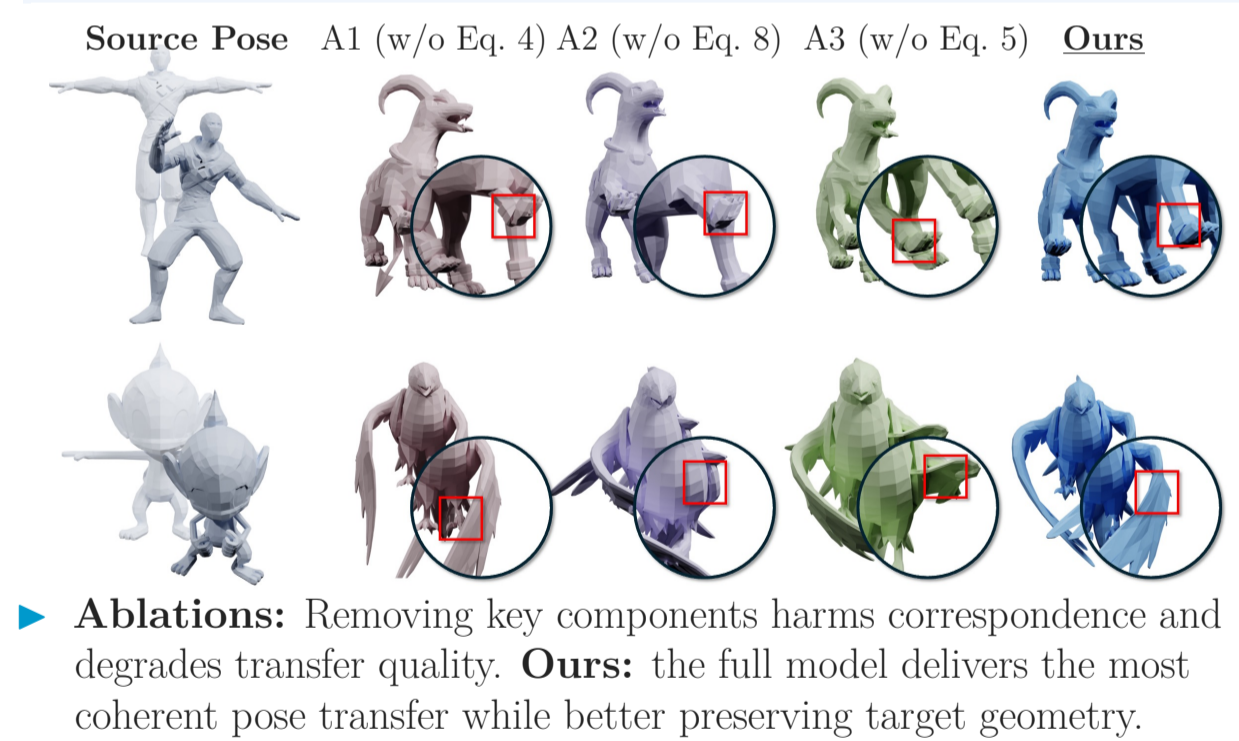 Source Pose A1 (w/o Eq. 4) A2 (w/o Eq. 8) A3 (w/o Eq. 5) Ours
Ablations: Removing key components harms correspondence and
degrades transfer quality. Ours: the full model delivers the most
coherent pose transfer while better preserving target geometry.